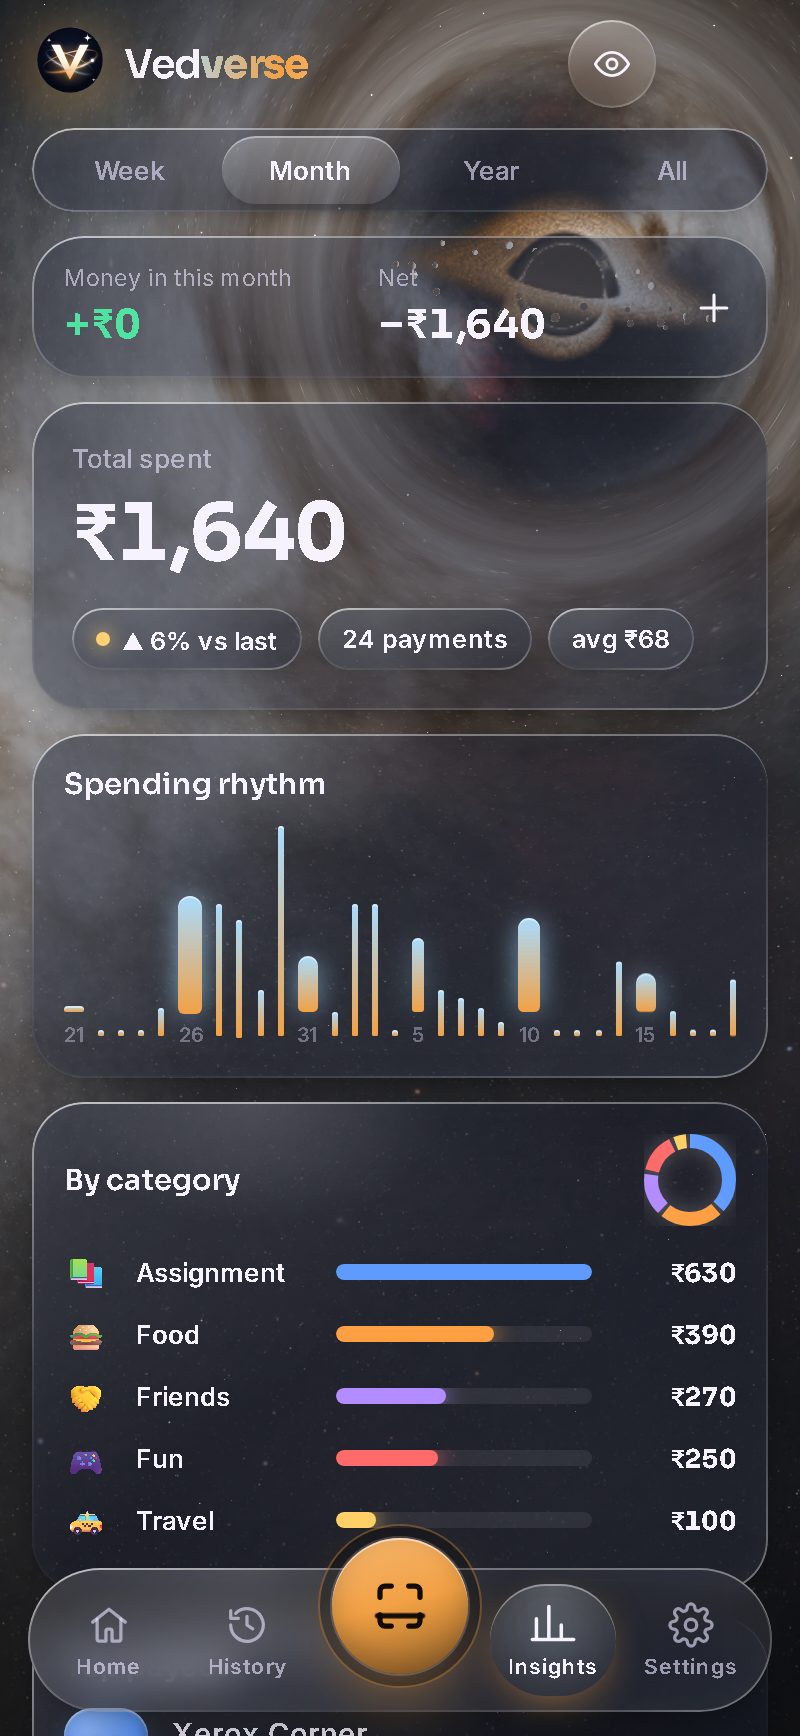 Vedverse
Week Month Year All
Money in this month Net
+₹0 −₹1,640
Total spent
₹1,640
▲ 6% vs last 24 payments avg ₹68
Spending rhythm
21 26 31 5 10 15
By category
Assignment ₹630
Food ₹390
Friends ₹270
Fun ₹250
Travel ₹100
Home History Insights Settings
Xerox Corner